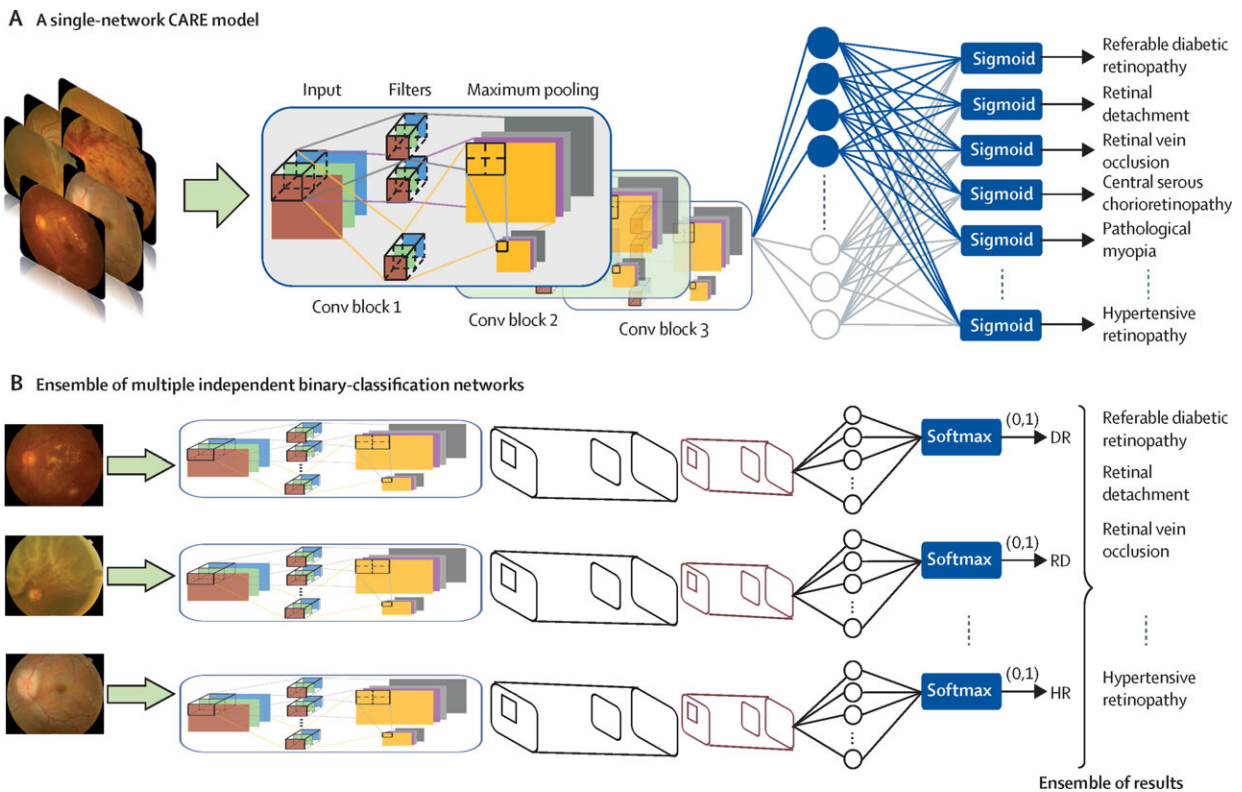 A A single-network CARE model
Input
Filters
Maximum pooling
Conv block 1
Conv block 2
Conv block 3
Sigmoid
Referable diabetic
retinopathy
Sigmoid
Retinal
detachment
Sigmoid
Retinal vein
occlusion
Sigmoid
Central serous
chorioretinopathy
Sigmoid
Pathological
myopia
Sigmoid
Hypertensive
retinopathy
B Ensemble of multiple independent binary-classification networks
Softmax
(0,1)
DR
Softmax
(0,1)
RD
Softmax
(0,1)
HR
Referable diabetic
retinopathy
Retinal
detachment
Retinal vein
occlusion
Hypertensive
retinopathy
Ensemble of results